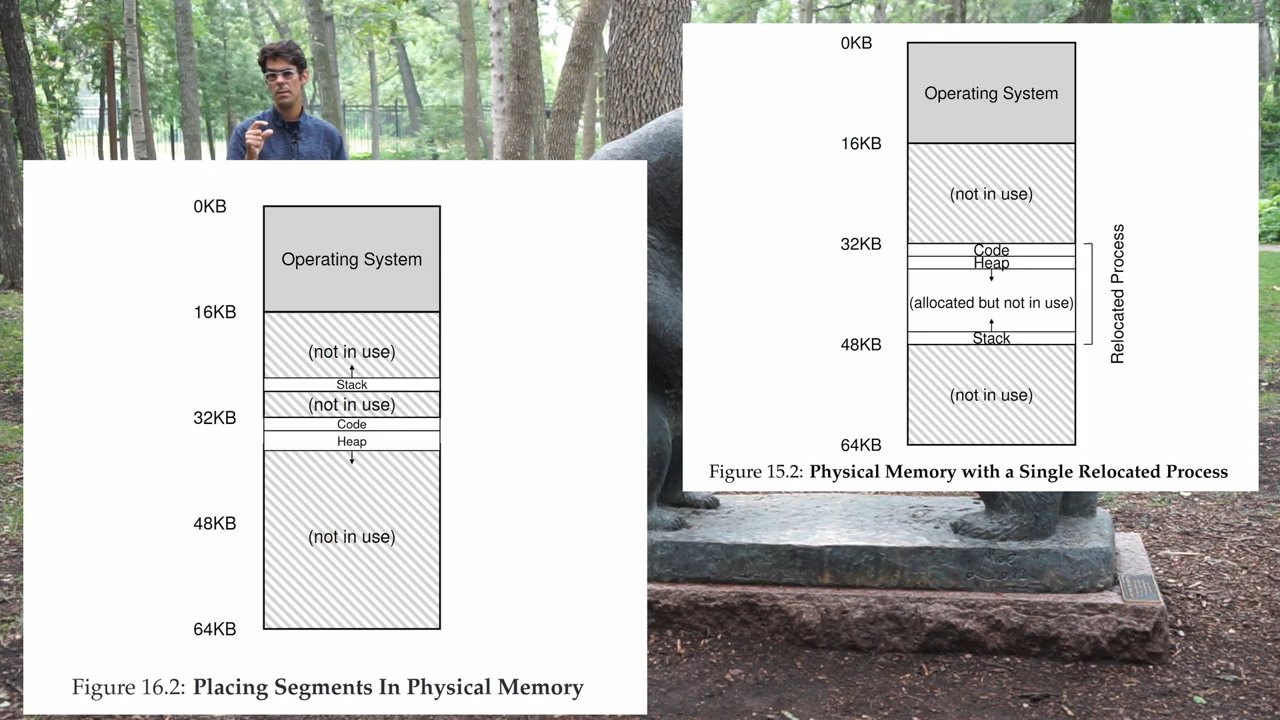 0KB
Operating System
16KB
(not in use)
Stack
(not in use)
32KB
Code
Heap
48KB
(not in use)
64KB
Figure 16.2: Placing Segments In Physical Memory
0KB
Operating System
16KB
(not in use)
32KB
Code
Heap
(allocated but not in use)
Stack
48KB
(not in use)
64KB
Relocated Process
Figure 15.2: Physical Memory with a Single Relocated Process